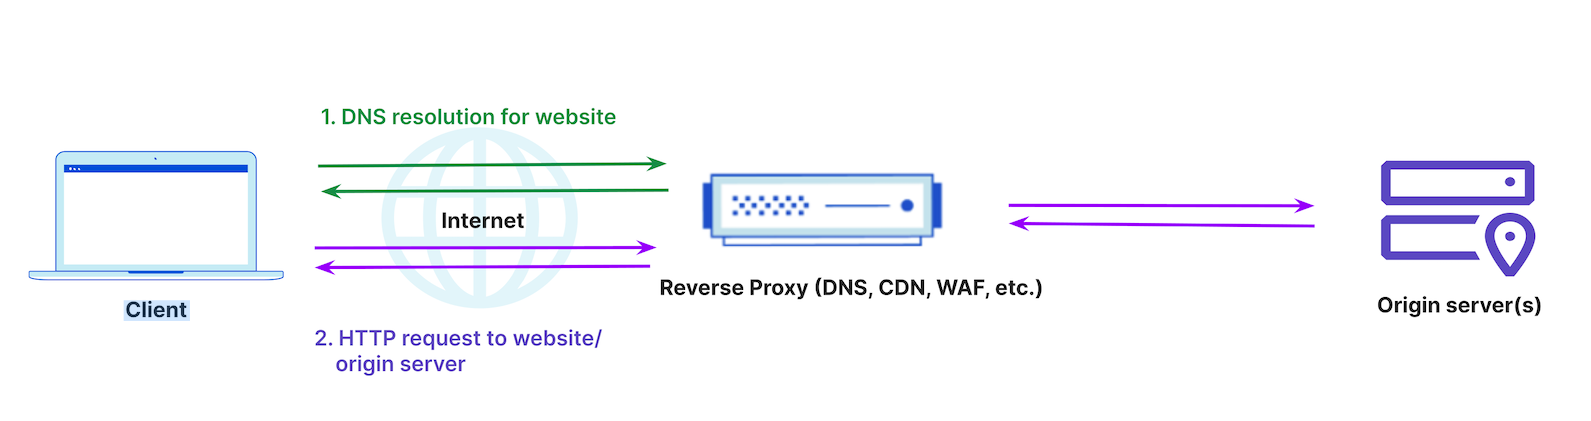 1. DNS resolution for website
Internet
Client
2. HTTP request to website/
origin server
Reverse Proxy (DNS, CDN, WAF, etc.)
Origin server(s)